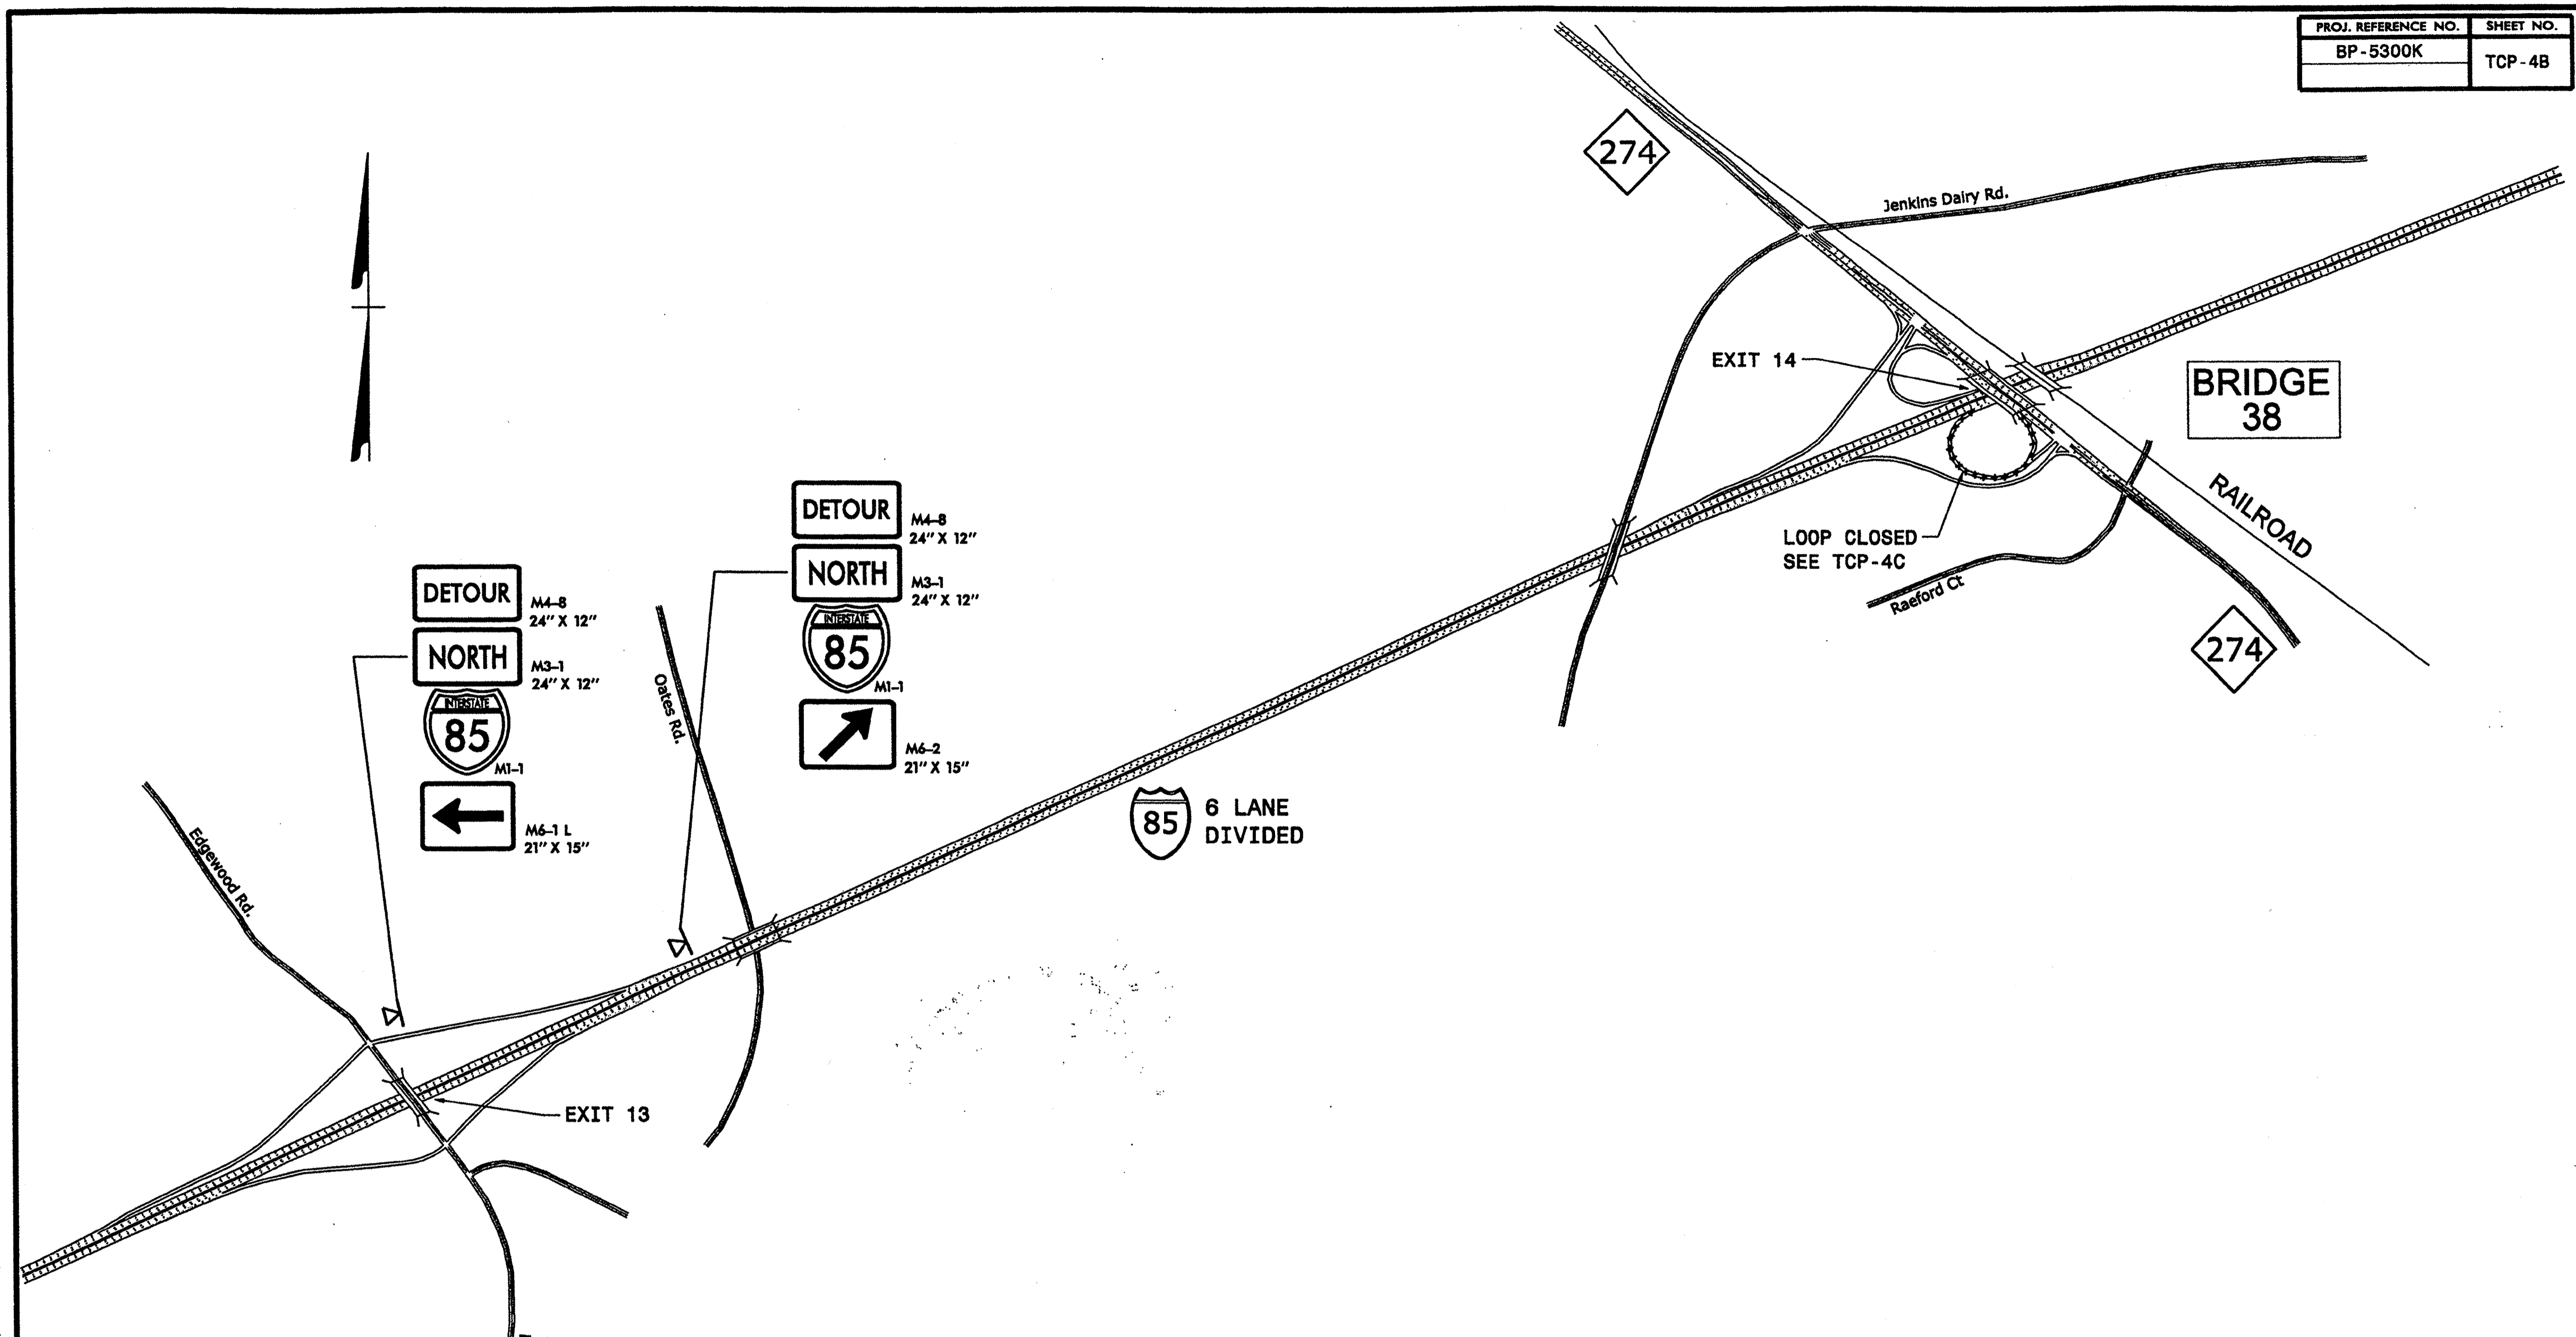 PROJ. REFERENCE NO.
SHEET NO.
BP-5300K
TCP-4B
274
Jenkins Dairy Rd.
EXIT 14
BRIDGE
38
RAILROAD
LOOP CLOSED
SEE TCP-4C
Raeford Ct
274
DETOUR
M4-8
24" X 12"
NORTH
M3-1
24" X 12"
INTERSTATE
85
M1-1
M6-2
21" X 15"
DETOUR
M4-8
24" X 12"
NORTH
M3-1
24" X 12"
INTERSTATE
85
M1-1
M6-1 L
21" X 15"
Oates Rd.
Edgewood Rd.
85
6 LANE
DIVIDED
EXIT 13